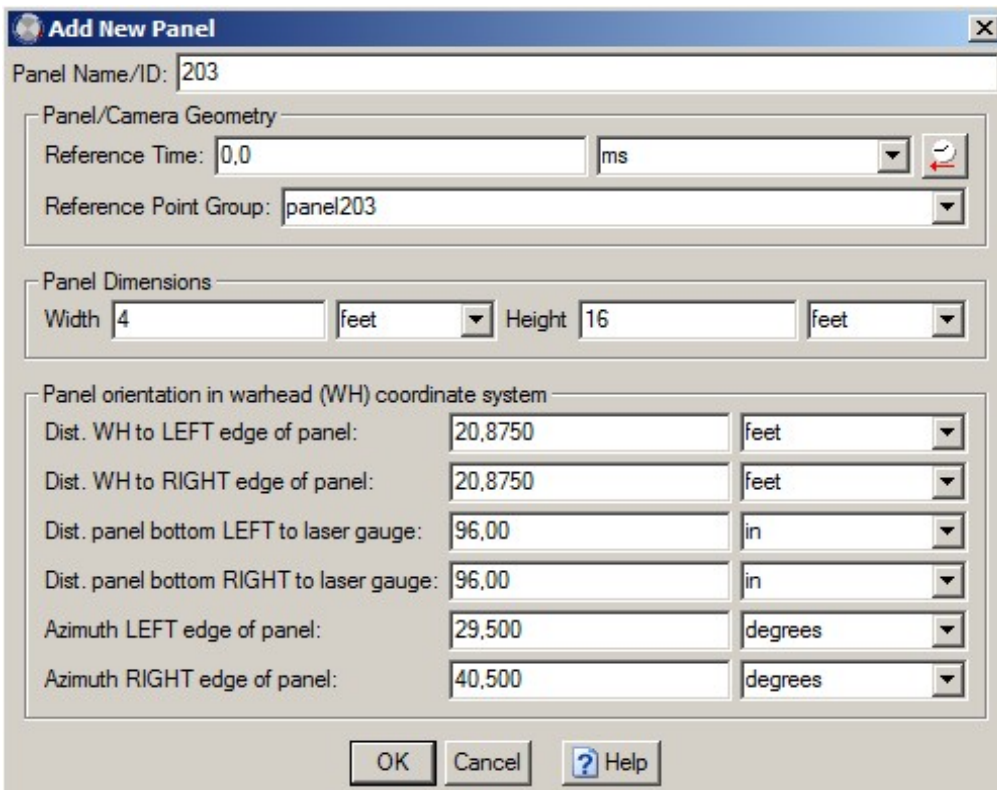 Add New Panel
Panel Name/ID: 203
Panel/Camera Geometry
Reference Time: 0,0 ms
Reference Point Group: panel203
Panel Dimensions
Width 4 feet Height 16 feet
Panel orientation in warhead (WH) coordinate system
Dist. WH to LEFT edge of panel: 20,8750 feet
Dist. WH to RIGHT edge of panel: 20,8750 feet
Dist. panel bottom LEFT to laser gauge: 96,00 in
Dist. panel bottom RIGHT to laser gauge: 96,00 in
Azimuth LEFT edge of panel: 29,500 degrees
Azimuth RIGHT edge of panel: 40,500 degrees
OK Cancel ? Help